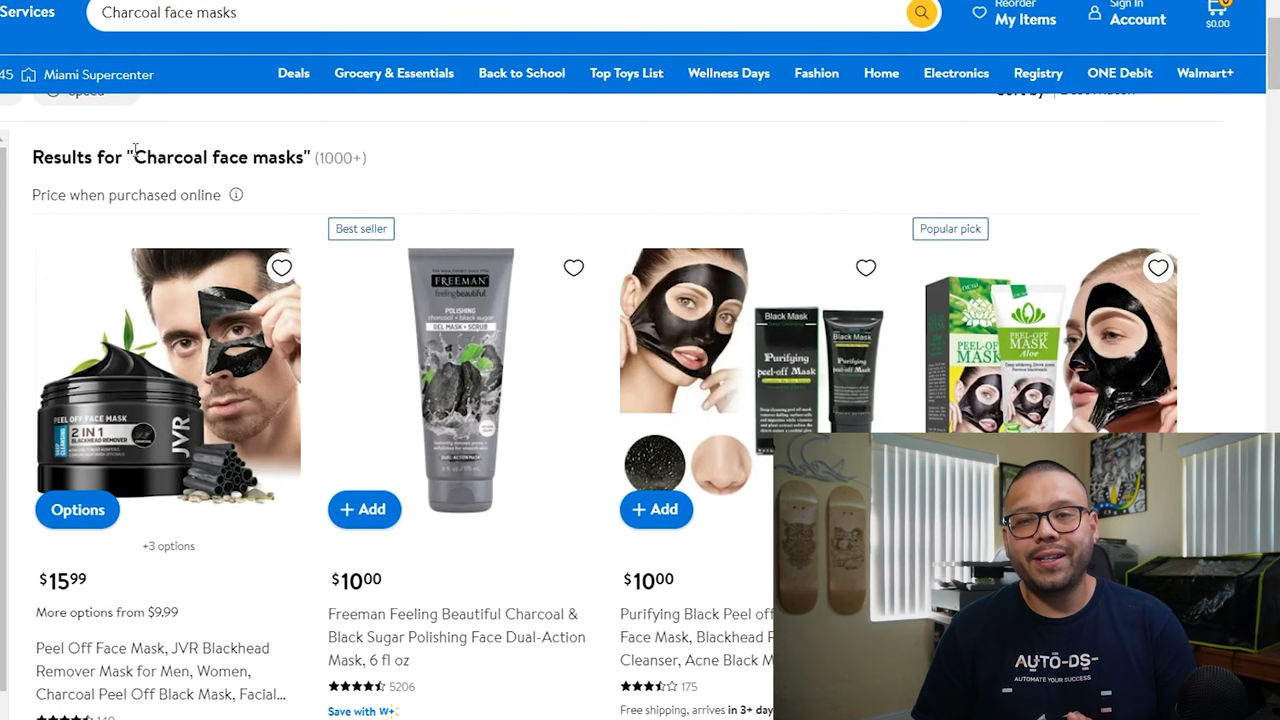 Services
Charcoal face masks
Reorder
My Items
Sign In
Account
$0.00
45
Miami Supercenter
Deals
Grocery & Essentials
Back to School
Top Toys List
Wellness Days
Fashion
Home
Electronics
Registry
ONE Debit
Walmart+
Results for "Charcoal face masks" (1000+)
Price when purchased online
Best seller
Popular pick
PEEL OFF FACE MASK
2 IN 1
BLACKHEAD REMOVER
JVR
FREEMAN
feeling beautiful.
POLISHING
charcoal + black sugar
GEL MASK + SCRUB
Black Mask
Purifying
peel-off Mask
Black Mask
Purifying
peel-off Mask
new
PEEL-OFF
MASK
PEEL-OFF
MASK
Aloe
Options
+ Add
+ Add
+3 options
$15.99
More options from $9.99
Peel Off Face Mask, JVR Blackhead
Remover Mask for Men, Women,
Charcoal Peel Off Black Mask, Facial...
$10.00
Freeman Feeling Beautiful Charcoal &
Black Sugar Polishing Face Dual-Action
Mask, 6 fl oz
5206
Save with W+
$10.00
Purifying Black Peel off
Face Mask, Blackhead
Cleanser, Acne Black
175
Free shipping, arrives in 3+ day
AUTO-DS
AUTOMATE YOUR SUCCESS